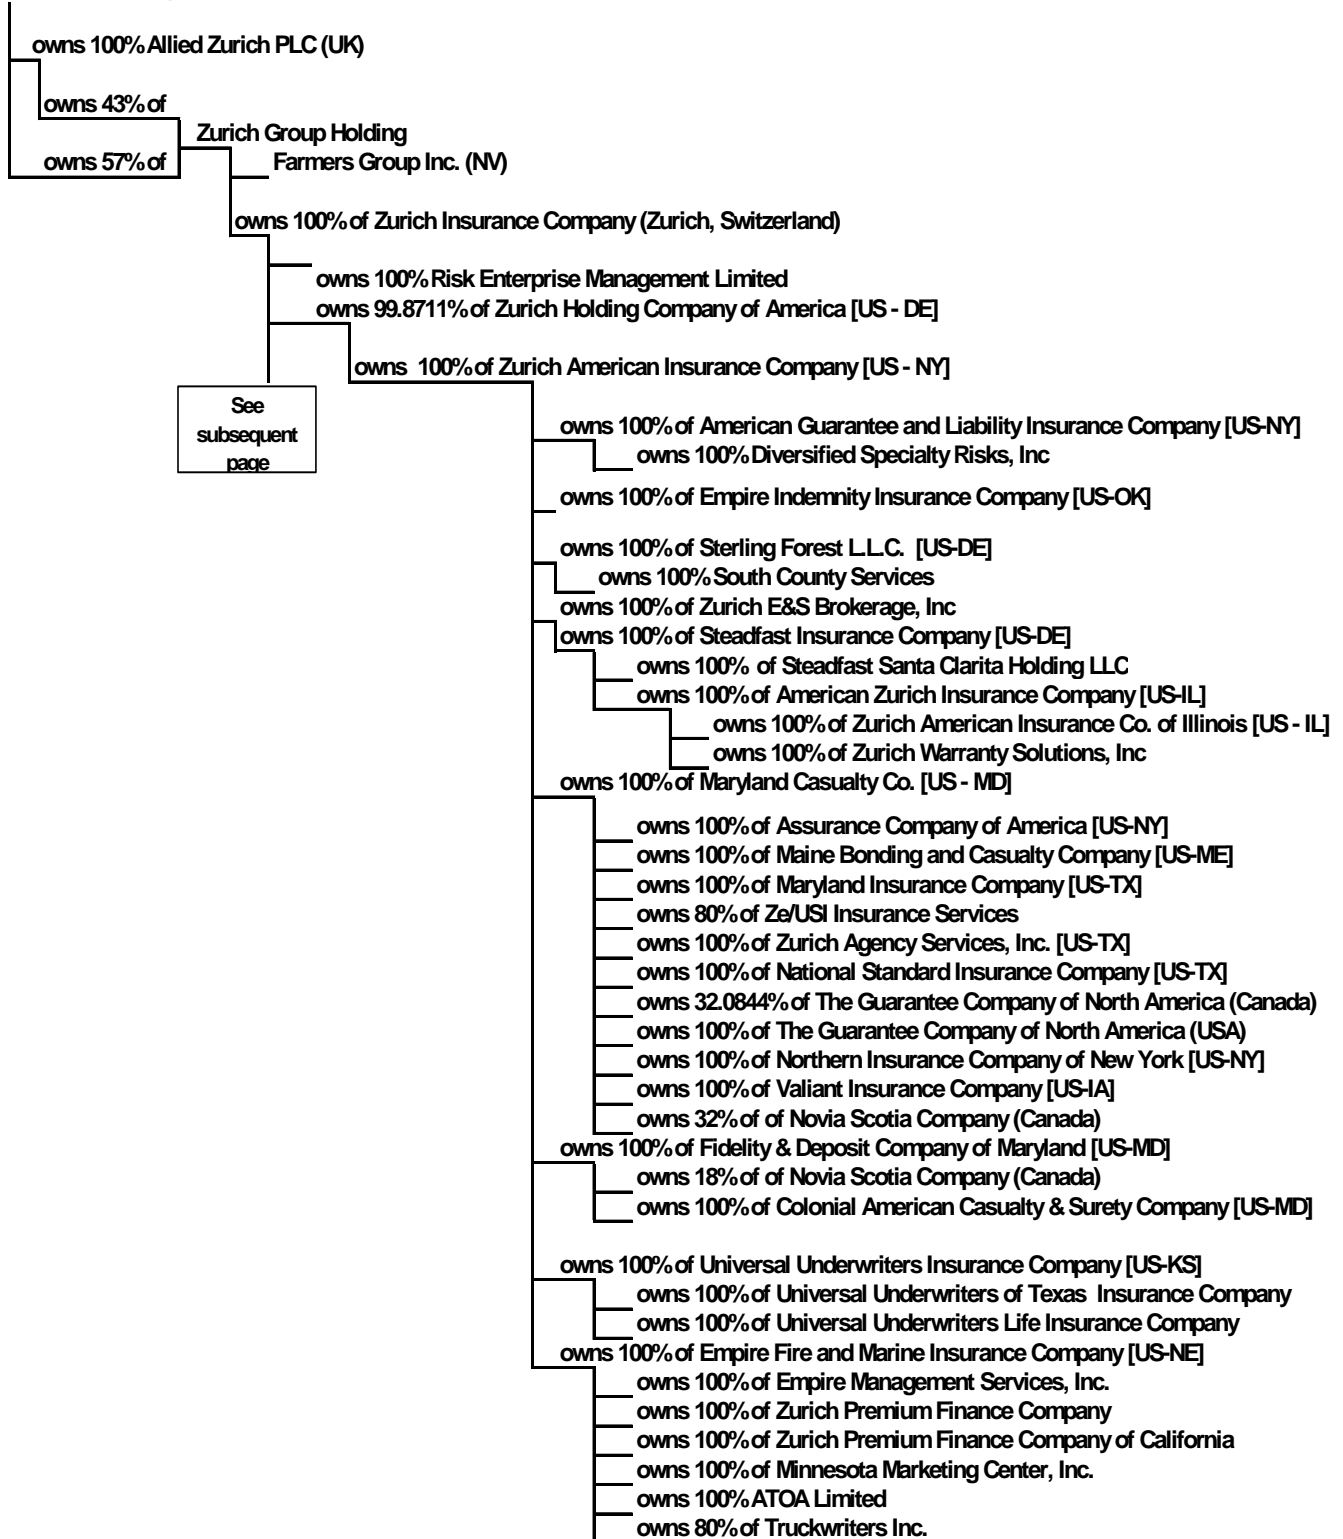 owns 100% Allied Zurich PLC (UK)
owns 43% of
Zurich Group Holding
owns 57% of
Farmers Group Inc. (NV)
owns 100% of Zurich Insurance Company (Zurich, Switzerland)
owns 100% Risk Enterprise Management Limited
owns 99.8711% of Zurich Holding Company of America [US - DE]
owns 100% of Zurich American Insurance Company [US - NY]
See
subsequent
page
owns 100% of American Guarantee and Liability Insurance Company [US-NY]
owns 100% Diversified Specialty Risks, Inc
owns 100% of Empire Indemnity Insurance Company [US-OK]
owns 100% of Sterling Forest L.L.C. [US-DE]
owns 100% South County Services
owns 100% of Zurich E&S Brokerage, Inc
owns 100% of Steadfast Insurance Company [US-DE]
owns 100% of Steadfast Santa Clarita Holding LLC
owns 100% of American Zurich Insurance Company [US-IL]
owns 100% of Zurich American Insurance Co. of Illinois [US - IL]
owns 100% of Zurich Warranty Solutions, Inc
owns 100% of Maryland Casualty Co. [US - MD]
owns 100% of Assurance Company of America [US-NY]
owns 100% of Maine Bonding and Casualty Company [US-ME]
owns 100% of Maryland Insurance Company [US-TX]
owns 80% of Ze/USI Insurance Services
owns 100% of Zurich Agency Services, Inc. [US-TX]
owns 100% of National Standard Insurance Company [US-TX]
owns 32.0844% of The Guarantee Company of North America (Canada)
owns 100% of The Guarantee Company of North America (USA)
owns 100% of Northern Insurance Company of New York [US-NY]
owns 100% of Valiant Insurance Company [US-IA]
owns 32% of of Novia Scotia Company (Canada)
owns 100% of Fidelity & Deposit Company of Maryland [US-MD]
owns 18% of of Novia Scotia Company (Canada)
owns 100% of Colonial American Casualty & Surety Company [US-MD]
owns 100% of Universal Underwriters Insurance Company [US-KS]
owns 100% of Universal Underwriters of Texas Insurance Company
owns 100% of Universal Underwriters Life Insurance Company
owns 100% of Empire Fire and Marine Insurance Company [US-NE]
owns 100% of Empire Management Services, Inc.
owns 100% of Zurich Premium Finance Company
owns 100% of Zurich Premium Finance Company of California
owns 100% of Minnesota Marketing Center, Inc.
owns 100% ATOA Limited
owns 80% of Truckwriters Inc.